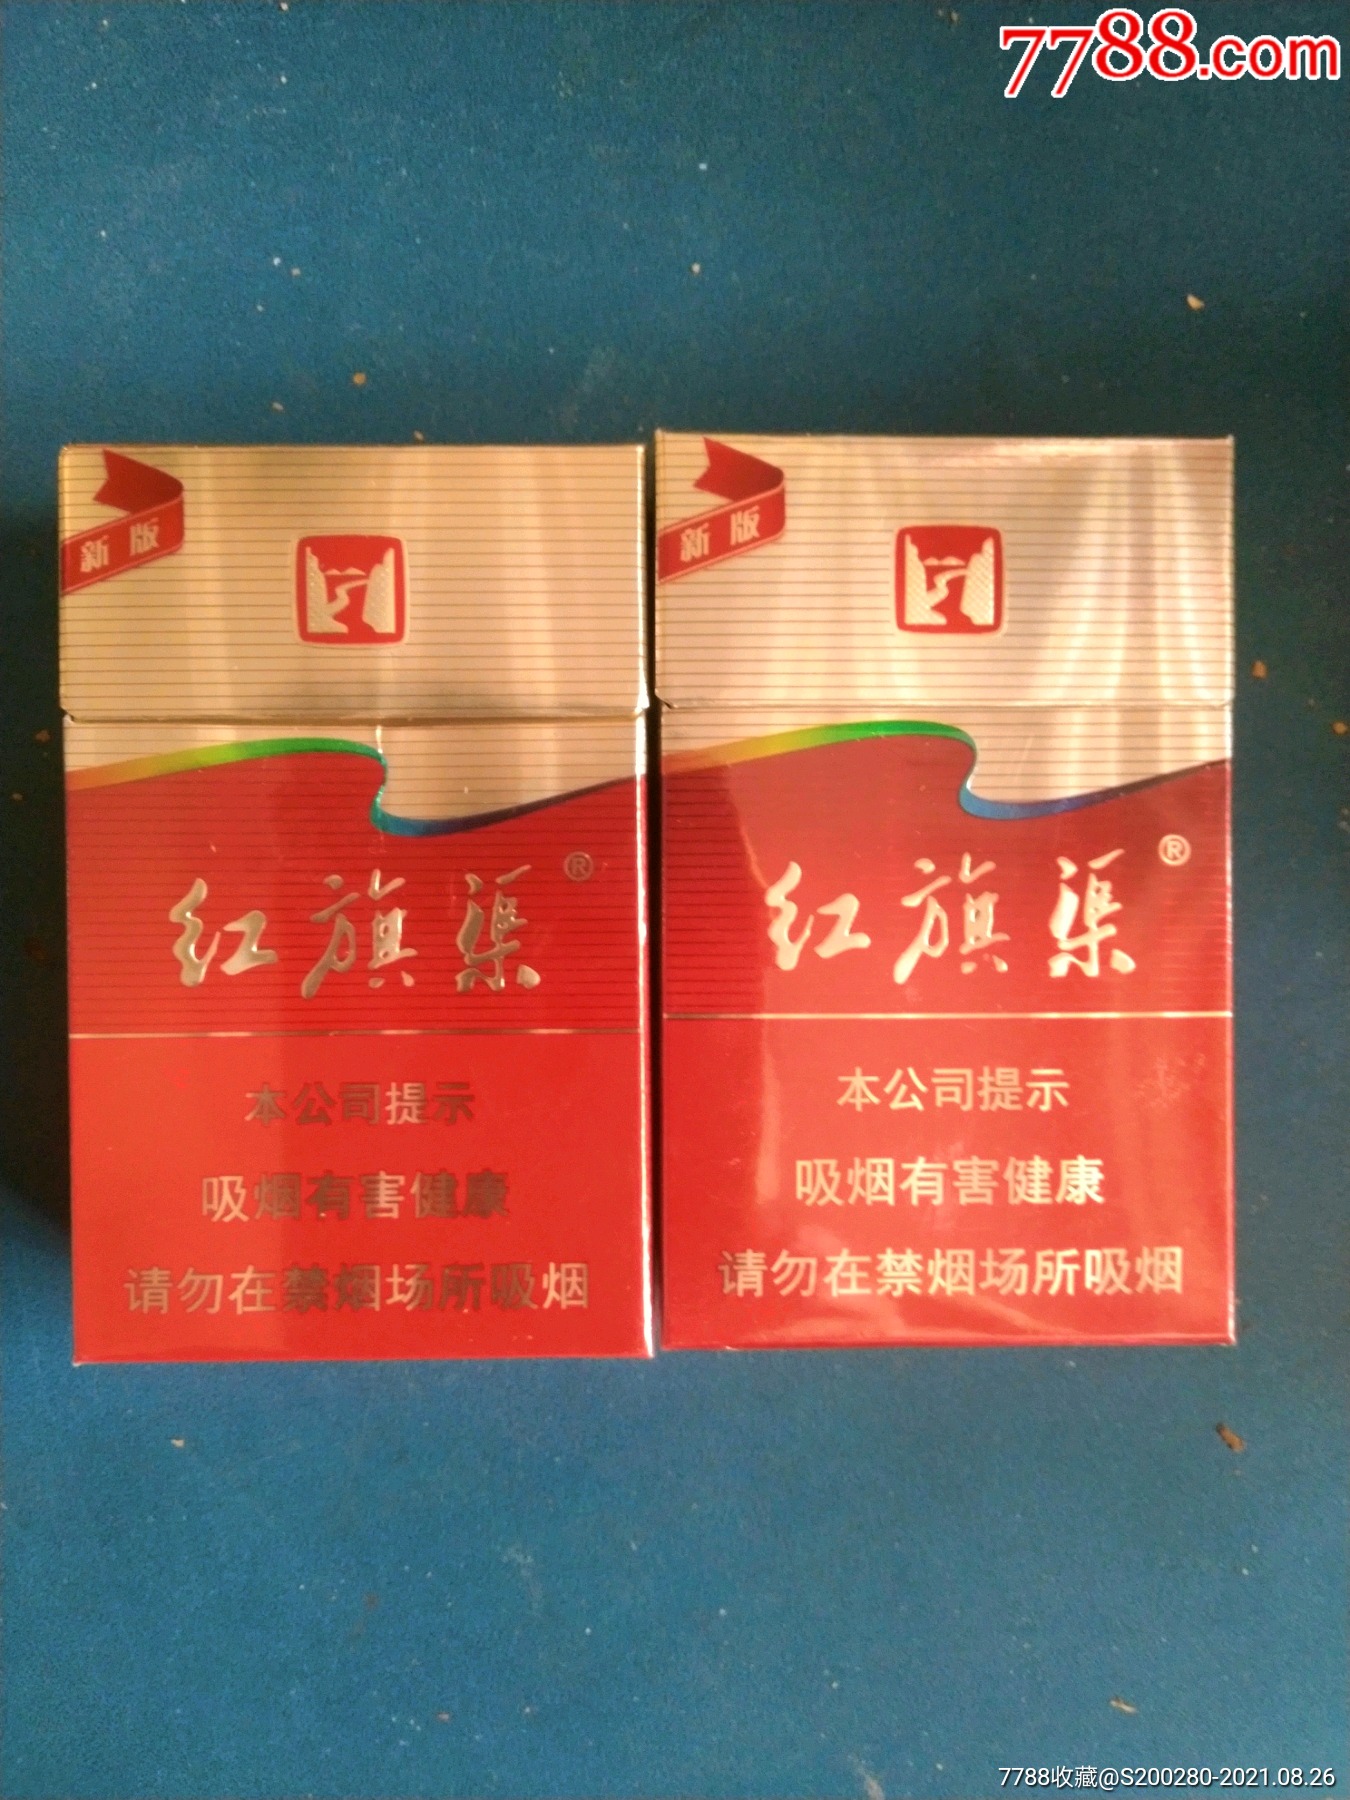 7788.com
新版
新版
红旗渠®
红旗渠®
本公司提示
吸烟有害健康
请勿在禁烟场所吸烟
本公司提示
吸烟有害健康
请勿在禁烟场所吸烟
7788收藏@S200280-2021.08.26